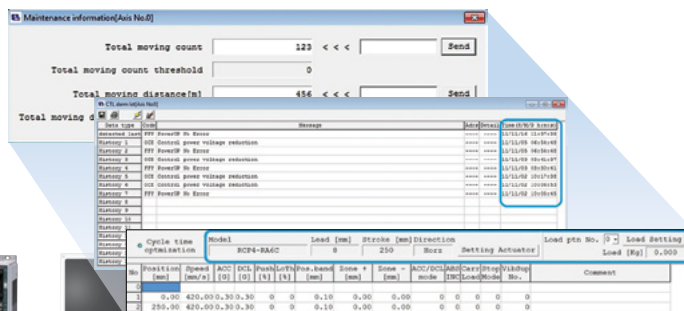 Maintenance information[Axis No.0]
Total moving count 123 < < < Send
Total moving count threshold 0
Total moving distance[m] 456 < < < Send
Total moving d
CTL alarm list[Axis No0]
Data type Code Message Adrs Detail Time
detected last FFF PowerUP No Error ---- ----
History 1 Control power voltage reduction ---- ----
History 2 FFF PowerUP No Error ---- ----
History 3 Control power voltage reduction ---- ----
History 4 FFF PowerUP No Error ---- ----
History 5 Control power voltage reduction ---- ----
History 6 Control power voltage reduction ---- ----
History 7 FFF PowerUP No Error ---- ----
History 8
History 9
History 10
History 11
History
History
History
Cycle time optmization Model RCP4-RA6C Lead [mm] 8 Stroke [mm] 250 Direction Horz Setting Actuator Load ptn No. 0 Load Setting
Load [Kg] 0.000
No Position [mm] Speed [mm/s] ACC [G] DCL [G] Push [%] LoTh [%] Pos.band [mm] Zone + [mm] Zone - [mm] ACC/DCL mode ABS INC Carr Load Stop Mode VibSup No. Comment
0
1 0.00 420.00 0.30 0.30 0 0 0.10 0.00 0.00 0 0 0 0 0
2 250.00 420.00 0.30 0.30 0 0 0.10 0.00 0.00 0 0 0 0 0